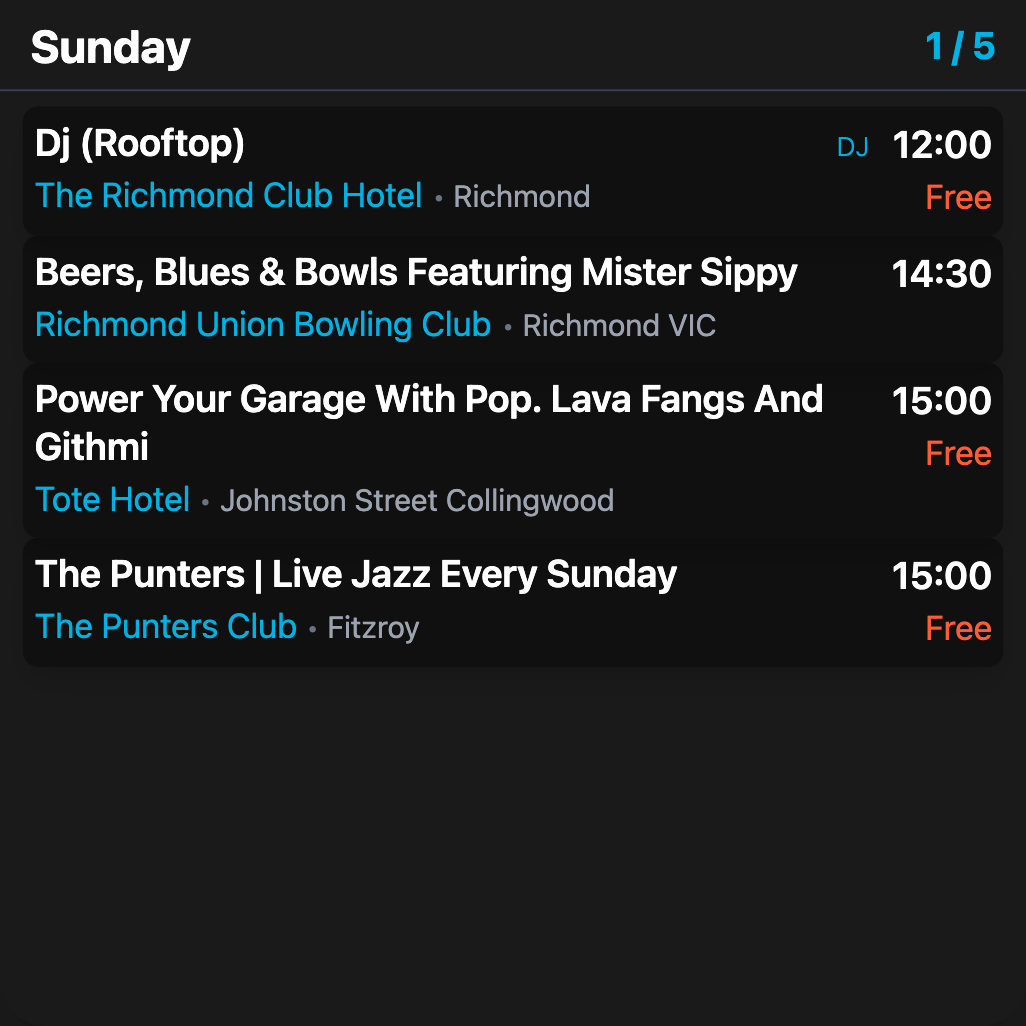 Sunday 1 / 5
Dj (Rooftop) DJ 12:00
The Richmond Club Hotel • Richmond Free
Beers, Blues & Bowls Featuring Mister Sippy 14:30
Richmond Union Bowling Club • Richmond VIC
Power Your Garage With Pop. Lava Fangs And 15:00
Githmi Free
Tote Hotel • Johnston Street Collingwood
The Punters | Live Jazz Every Sunday 15:00
The Punters Club • Fitzroy Free